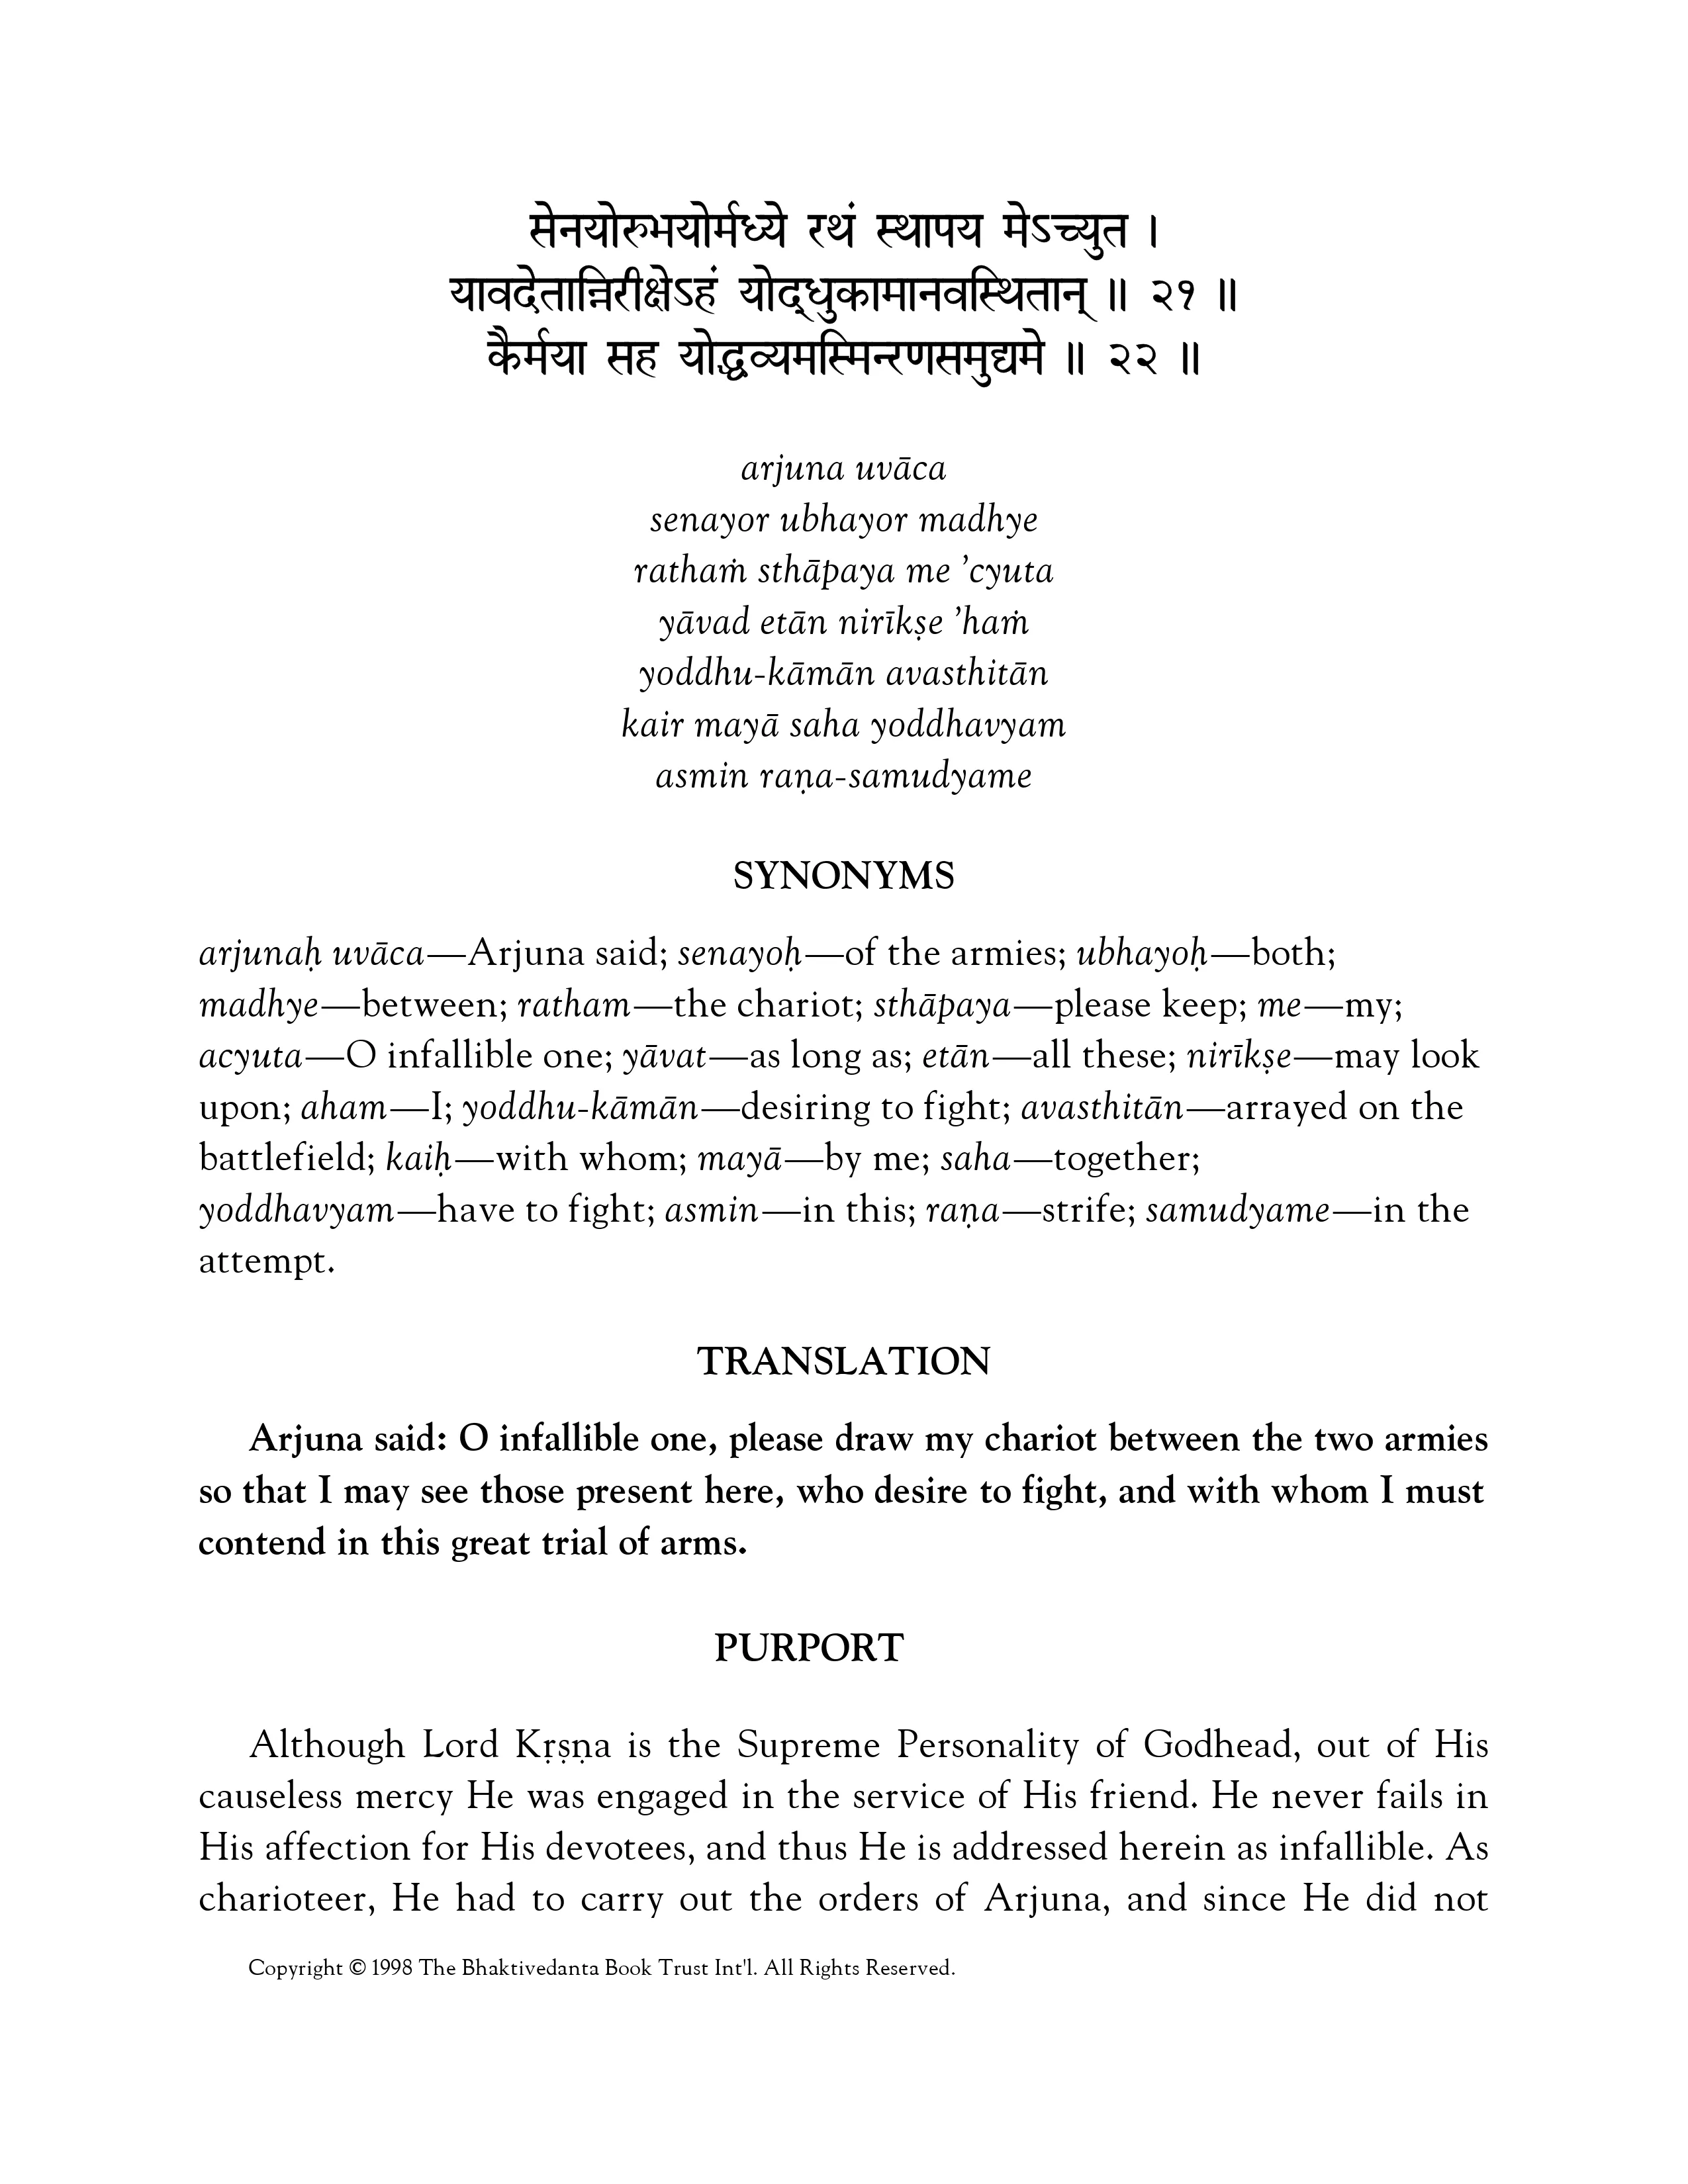 सेनयोरुभयोर्मध्ये रथं स्थापय मेऽच्युत ।
यावदेतान्निरीक्षेऽहं योद्‍धुकामानवस्थितान् ॥ २१ ॥
कैर्मया सह योद्धव्यमस्मिन्रणसमुद्यमे ॥ २२ ॥
arjuna uvāca
senayor ubhayor madhye
rathaṁ sthāpaya me ’cyuta
yāvad etān nirīkṣe ’haṁ
yoddhu-kāmān avasthitān
kair mayā saha yoddhavyam
asmin raṇa-samudyame
SYNONYMS
arjunaḥ uvāca—Arjuna said; senayoḥ—of the armies; ubhayoḥ—both;
madhye—between; ratham—the chariot; sthāpaya—please keep; me—my;
acyuta—O infallible one; yāvat—as long as; etān—all these; nirīkṣe—may look
upon; aham—I; yoddhu-kāmān—desiring to fight; avasthitān—arrayed on the
battlefield; kaiḥ—with whom; mayā—by me; saha—together;
yoddhavyam—have to fight; asmin—in this; raṇa—strife; samudyame—in the
attempt.
TRANSLATION
Arjuna said: O infallible one, please draw my chariot between the two armies
so that I may see those present here, who desire to fight, and with whom I must
contend in this great trial of arms.
PURPORT
Although Lord Kṛṣṇa is the Supreme Personality of Godhead, out of His
causeless mercy He was engaged in the service of His friend. He never fails in
His affection for His devotees, and thus He is addressed herein as infallible. As
charioteer, He had to carry out the orders of Arjuna, and since He did not
Copyright © 1998 The Bhaktivedanta Book Trust Int'l. All Rights Reserved.